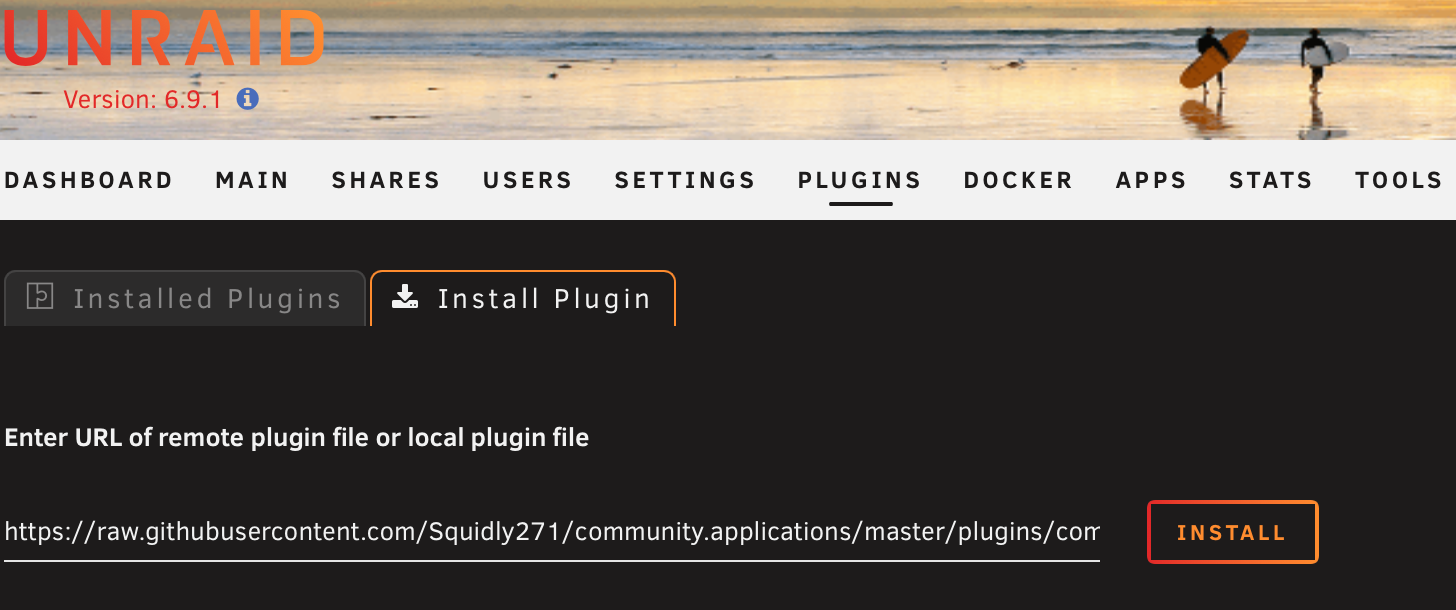 UNRAID
Version: 6.9.1
DASHBOARD MAIN SHARES USERS SETTINGS PLUGINS DOCKER APPS STATS TOOLS
Installed Plugins Install Plugin
Enter URL of remote plugin file or local plugin file
https://raw.githubusercontent.com/Squidly271/community.applications/master/plugins/com
INSTALL